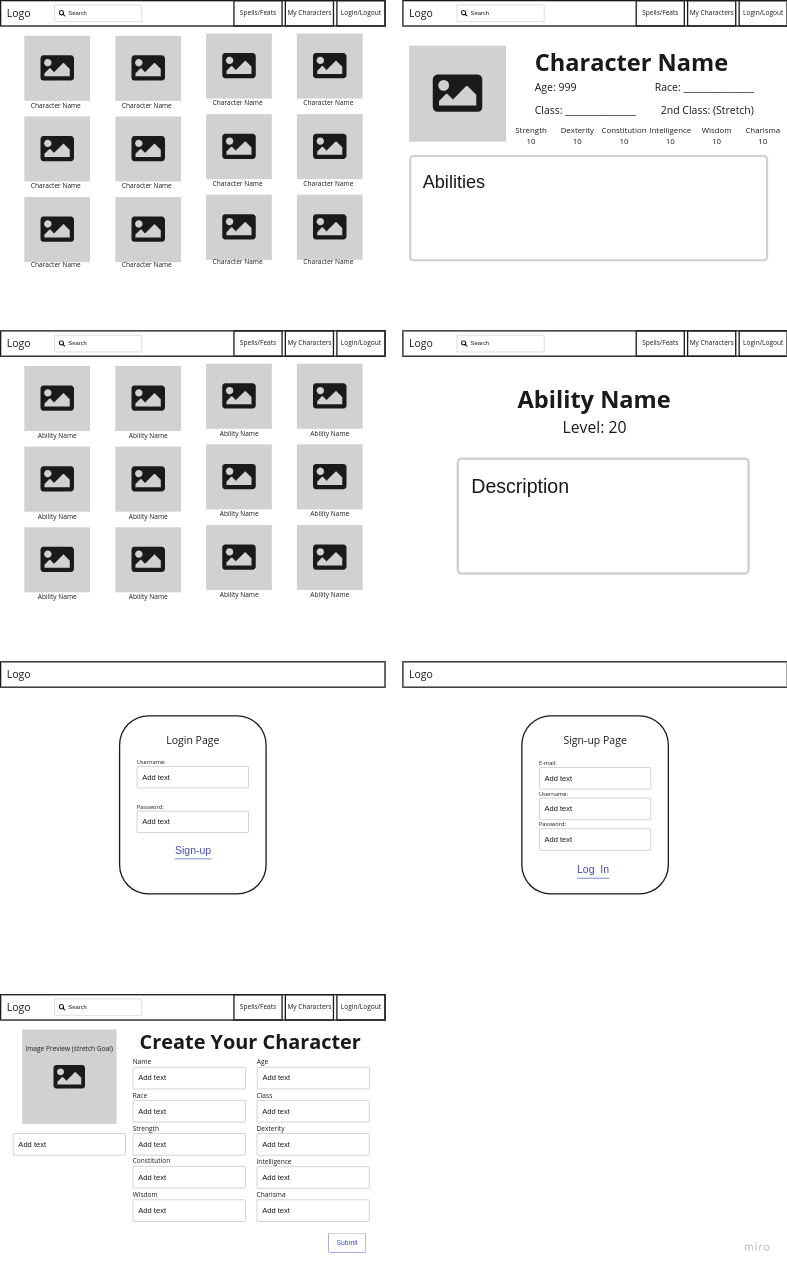 Logo
Search
Spells/Feats
My Characters
Login/Logout
Character Name
Character Name
Character Name
Character Name
Character Name
Character Name
Character Name
Character Name
Character Name
Character Name
Character Name
Character Name
Logo
Search
Spells/Feats
My Characters
Login/Logout
Character Name
Age: 999
Race: ________________
Class: ______________
2nd Class: (Stretch)
Strength Dexterity Constitution Intelligence Wisdom Charisma
10 10 10 10 10 10
Abilities
Logo
Search
Spells/Feats
My Characters
Login/Logout
Ability Name
Ability Name
Ability Name
Ability Name
Ability Name
Ability Name
Ability Name
Ability Name
Ability Name
Ability Name
Ability Name
Ability Name
Logo
Search
Spells/Feats
My Characters
Login/Logout
Ability Name
Level: 20
Description
Logo
Login Page
Username:
Add text
Password:
Add text
Sign-up
Logo
Sign-up Page
E-mail:
Add text
Username:
Add text
Password:
Add text
Log In
Logo
Search
Spells/Feats
My Characters
Login/Logout
Image Preview (stretch Goal)
Add text
Create Your Character
Name
Add text
Age
Add text
Race
Add text
Class
Add text
Strength
Add text
Dexterity
Add text
Constitution
Add text
Intelligence
Add text
Wisdom
Add text
Charisma
Add text
Submit
miro